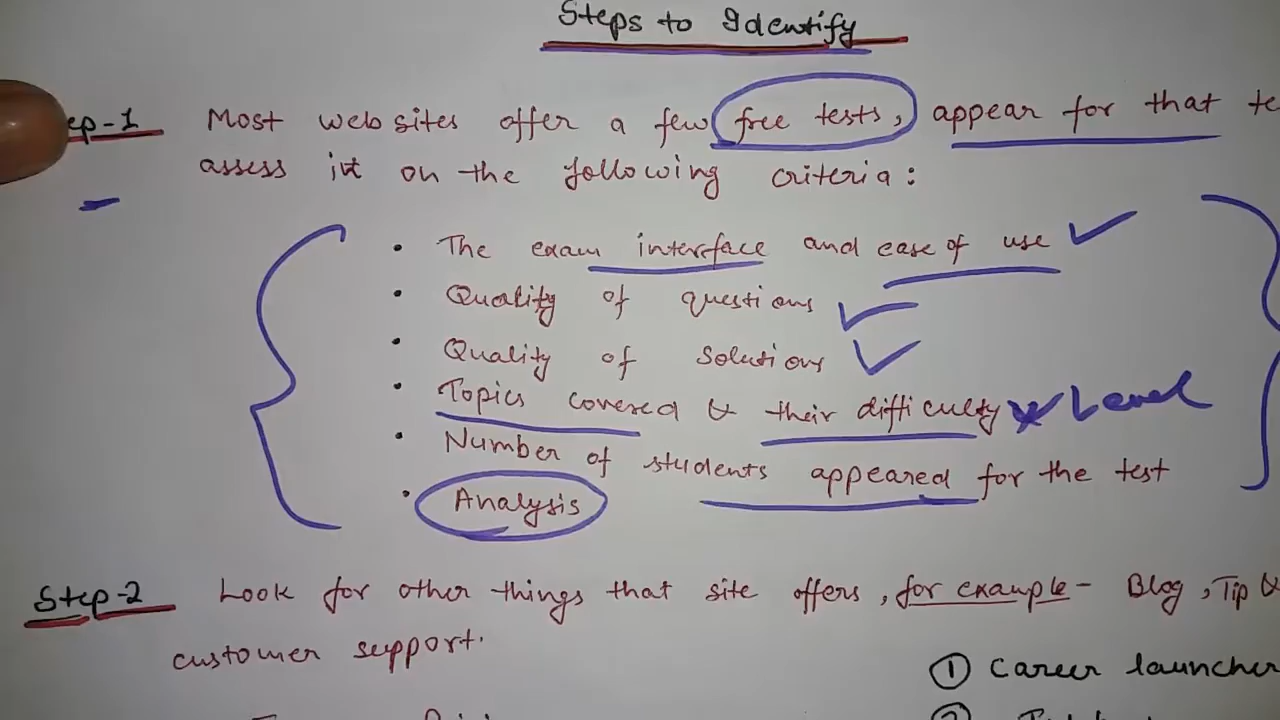 Steps to Identify
ep-1 Most websites offer a few free tests, appear for that te
assess it on the following criteria:
• The exam interface and ease of use
• Quality of questions
• Quality of solutions
• Topics covered & their difficulty Level
• Number of students appeared for the test
• Analysis
Step-2 Look for other things that site offers, for example - Blog, Tip &
customer support.
① Career launcher
②